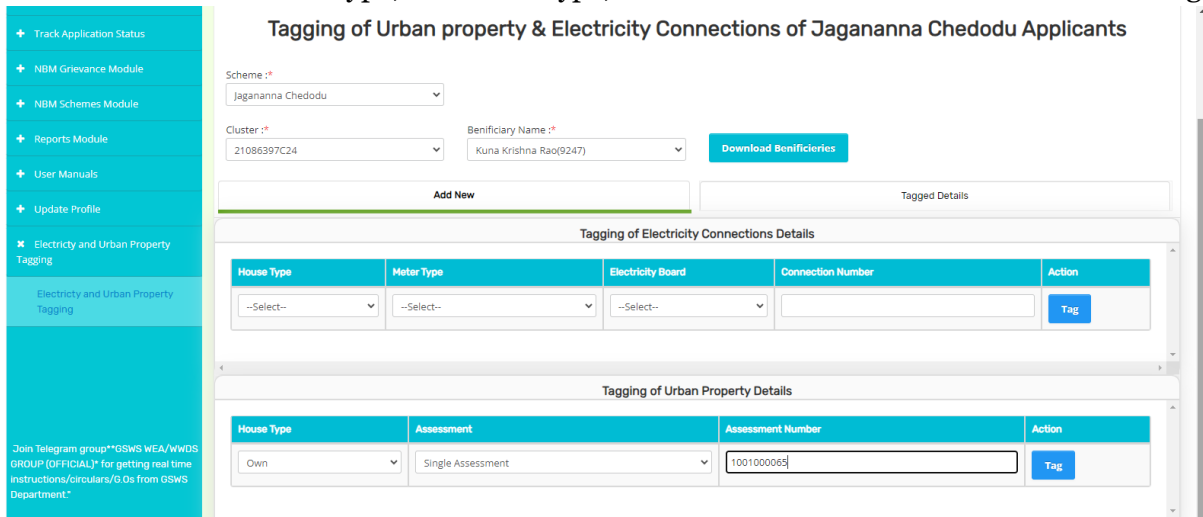 Tagging of Urban property & Electricity Connections of Jagananna Chedodu Applicants
+ Track Application Status
+ NBM Grievance Module
+ NBM Schemes Module
+ Reports Module
+ User Manuals
+ Update Profile
✖ Electricty and Urban Property
Tagging
Electricty and Urban Property
Tagging
Join Telegram group**GSWS WEA/WWDS
GROUP (OFFICIAL)* for getting real time
instructions/circulars/G.Os from GSWS
Department."
Scheme :*
Jagananna Chedodu
Cluster :* Benificiary Name :*
21086397C24 Kuna Krishna Rao(9247) Download Benificieries
Add New Tagged Details
Tagging of Electricity Connections Details
House Type Meter Type Electricity Board Connection Number Action
--Select-- --Select-- --Select-- Tag
Tagging of Urban Property Details
House Type Assessment Assessment Number Action
Own Single Assessment 1001000065 Tag